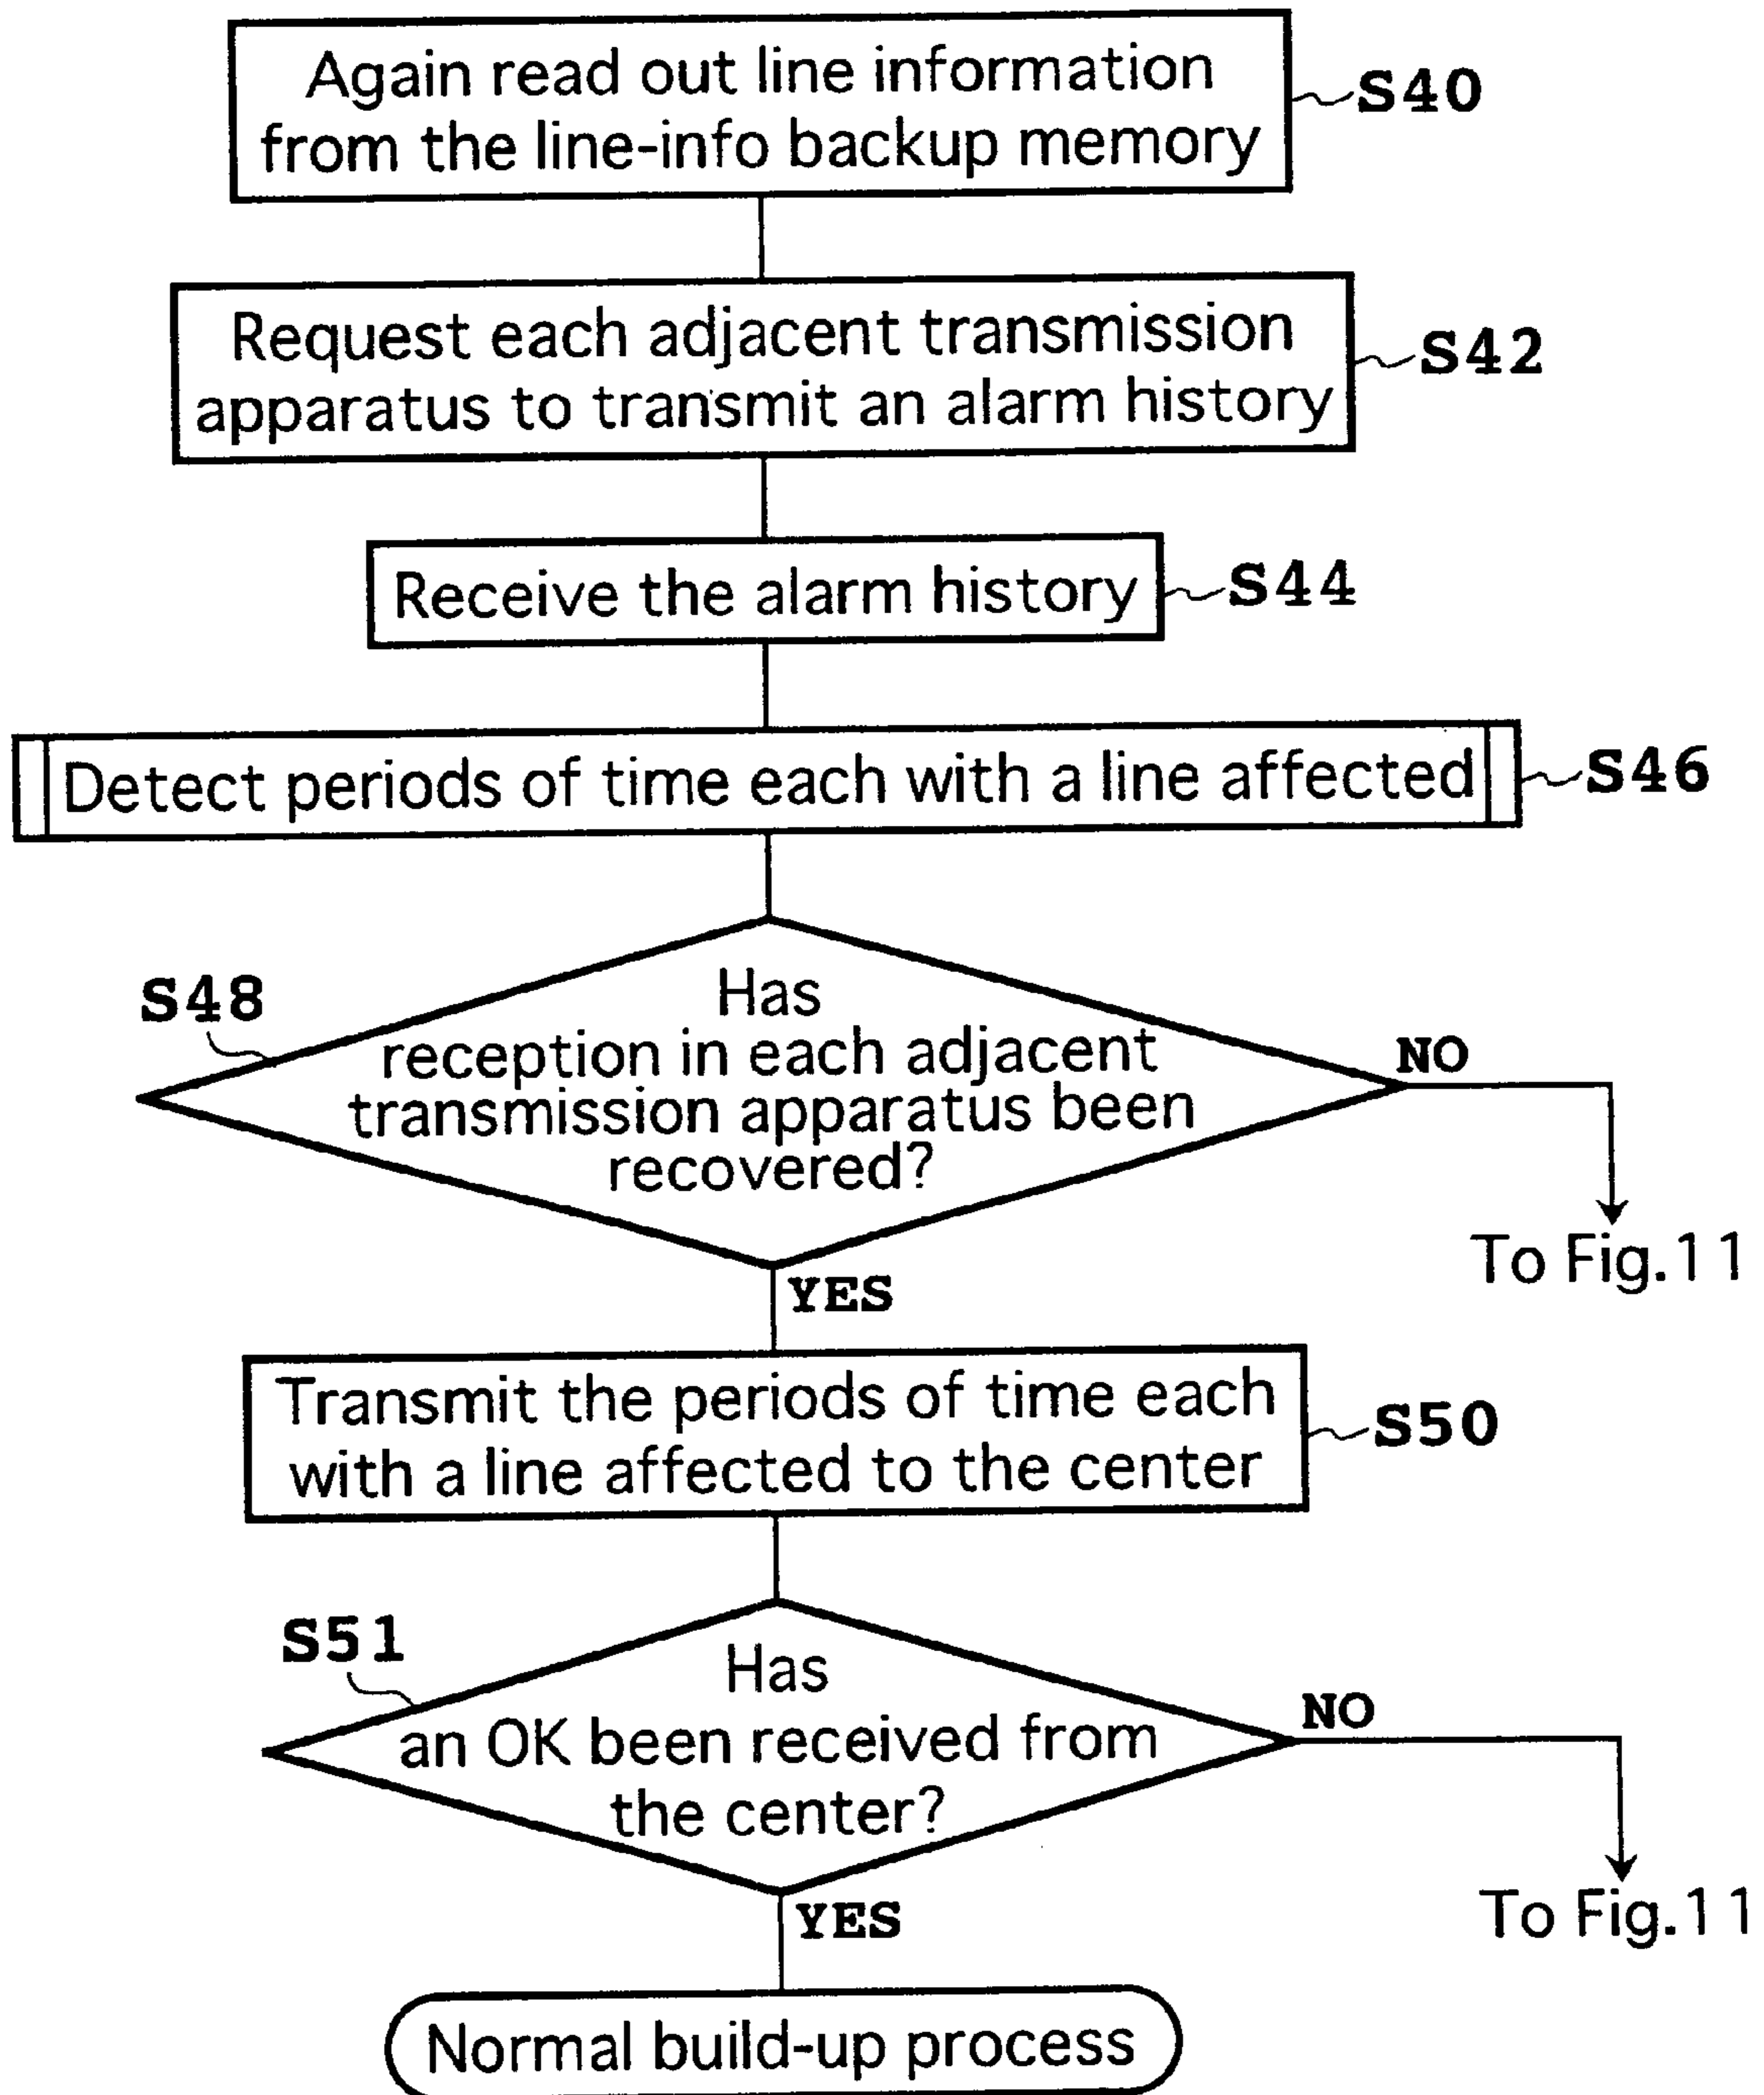 Again read out line information
from the line-info backup memory
S40
Request each adjacent transmission
apparatus to transmit an alarm history
S42
Receive the alarm history
S44
Detect periods of time each with a line affected
S46
S48
Has
reception in each adjacent
transmission apparatus been
recovered?
NO
To Fig.11
YES
Transmit the periods of time each
with a line affected to the center
S50
S51
Has
an OK been received from
the center?
NO
To Fig.11
YES
Normal build-up process